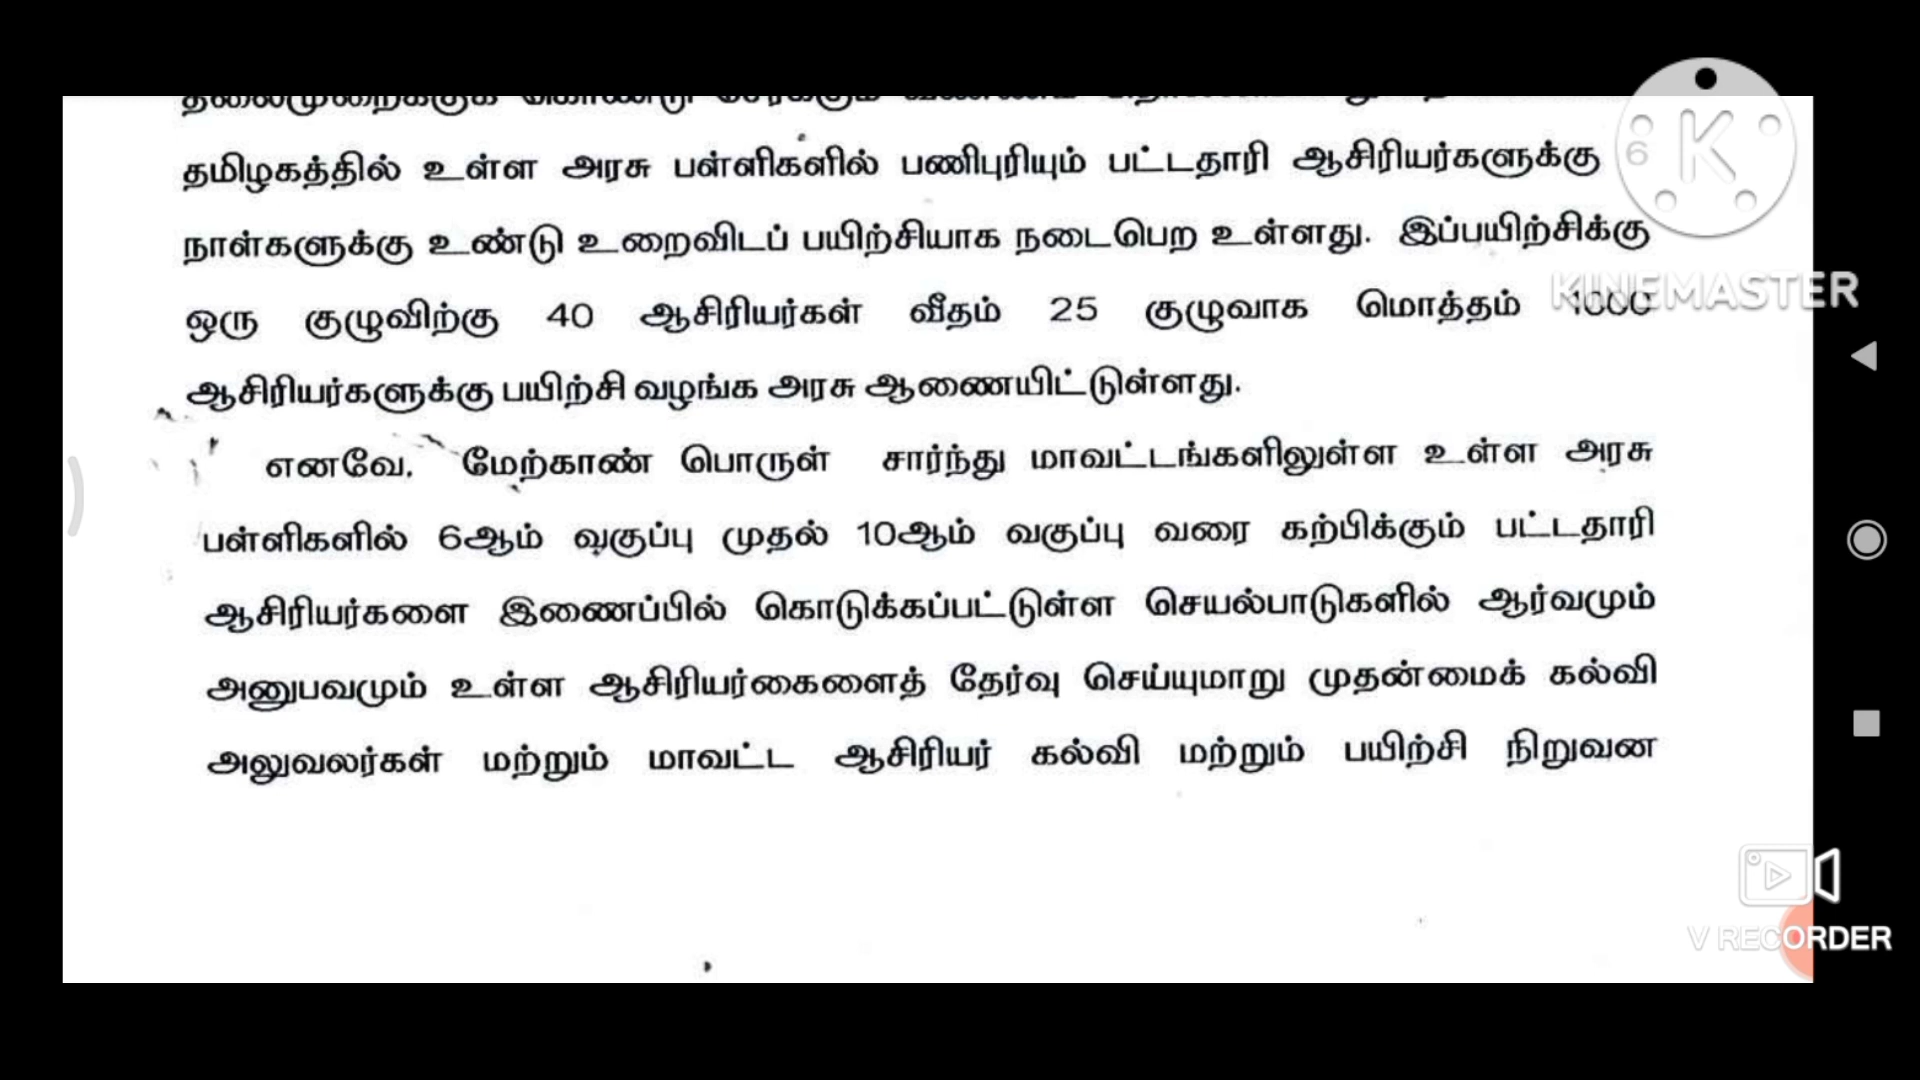 தமிழகத்தில் உள்ள அரசு பள்ளிகளில் பணிபுரியும் பட்டதாரி ஆசிரியர்களுக்கு 6
நாள்களுக்கு உண்டு உறைவிடப் பயிற்சியாக நடைபெற உள்ளது. இப்பயிற்சிக்கு
ஒரு குழுவிற்கு 40 ஆசிரியர்கள் வீதம் 25 குழுவாக மொத்தம் 1000
ஆசிரியர்களுக்கு பயிற்சி வழங்க அரசு ஆணையிட்டுள்ளது.
எனவே, மேற்காண் பொருள் சார்ந்து மாவட்டங்களிலுள்ள உள்ள அரசு
பள்ளிகளில் 6ஆம் வகுப்பு முதல் 10ஆம் வகுப்பு வரை கற்பிக்கும் பட்டதாரி
ஆசிரியர்களை இணைப்பில் கொடுக்கப்பட்டுள்ள செயல்பாடுகளில் ஆர்வமும்
அனுபவமும் உள்ள ஆசிரியர்கைளைத் தேர்வு செய்யுமாறு முதன்மைக் கல்வி
அலுவலர்கள் மற்றும் மாவட்ட ஆசிரியர் கல்வி மற்றும் பயிற்சி நிறுவன
K
KINEMASTER
V RECORDER